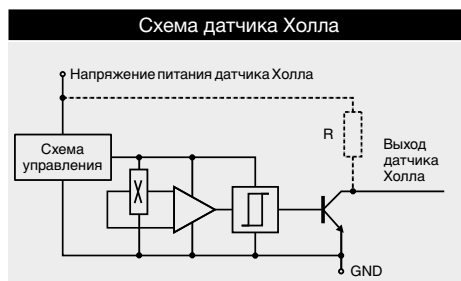 Схема датчика Холла
Напряжение питания датчика Холла
Схема
управления
R
Выход
датчика
Холла
GND